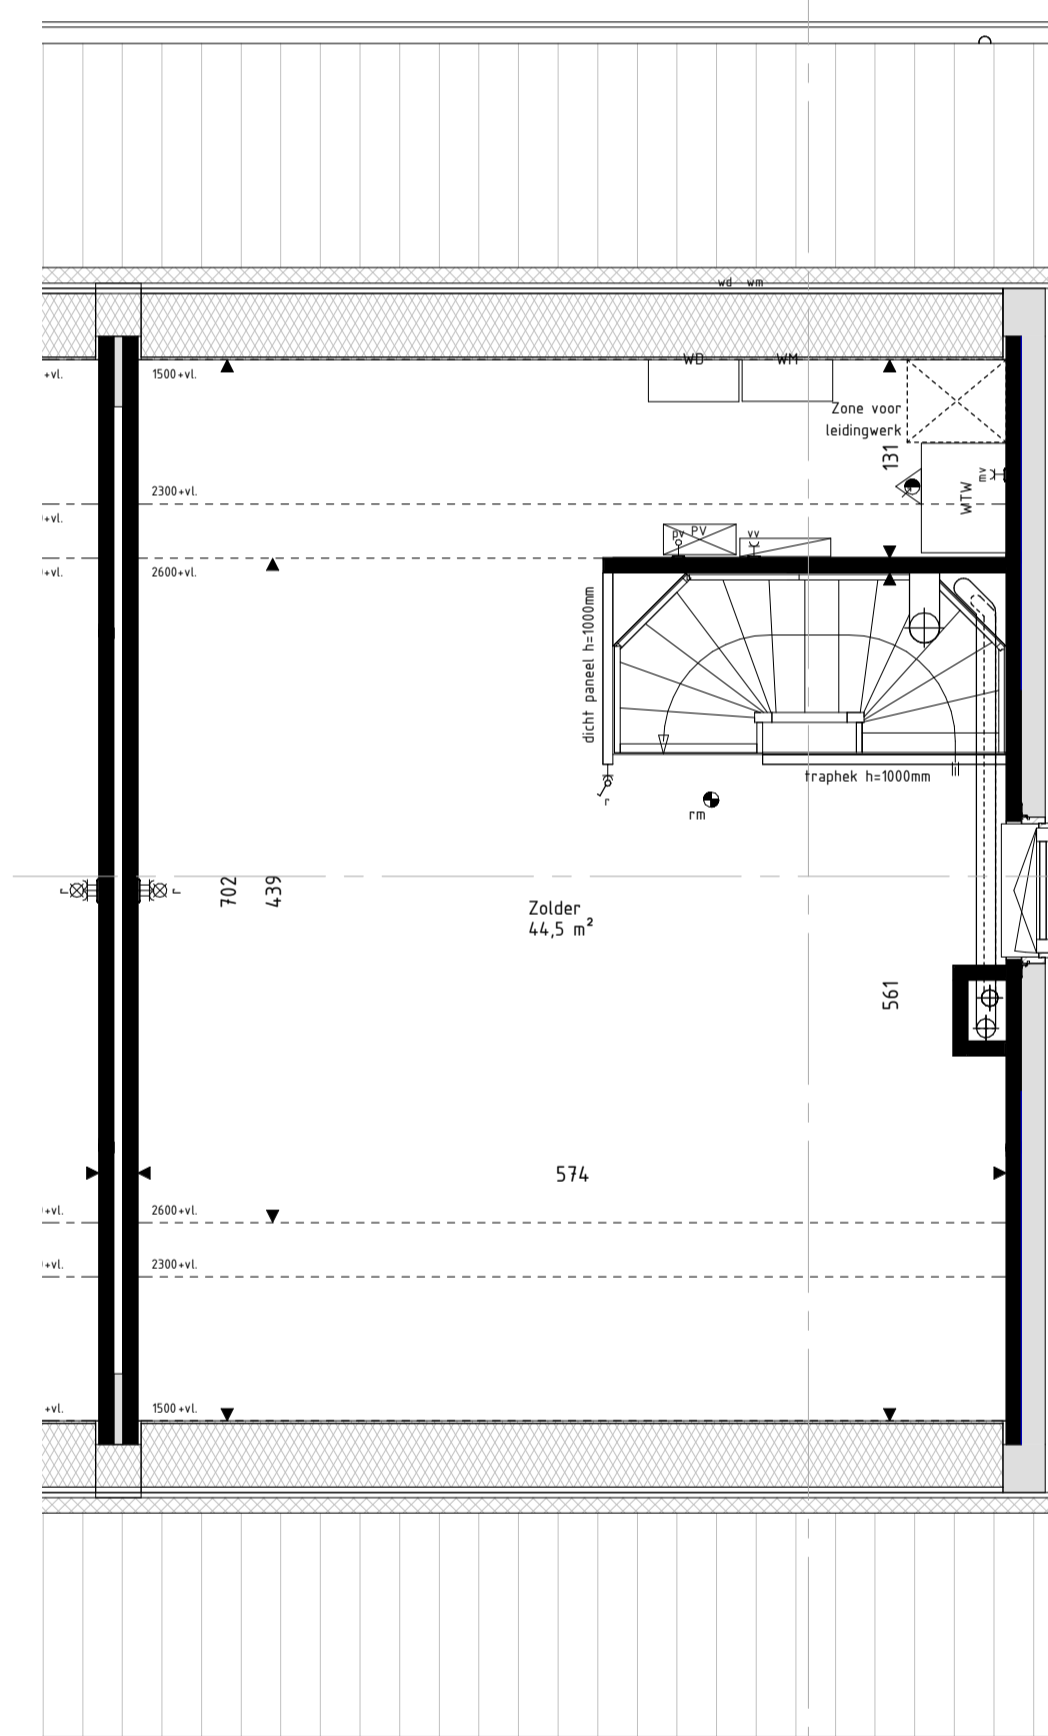 wd wm
+vl.
1500+vl.
WD
WM
Zone voor
leidingwerk
131
mv
WTW
2300+vl.
+vl.
pv
PV
vv
+vl.
2600+vl.
dicht paneel h=1000mm
traphek h=1000mm
r
rm
r
r
702
439
Zolder
44,5 m²
561
574
+vl.
2600+vl.
+vl.
2300+vl.
+vl.
1500+vl.